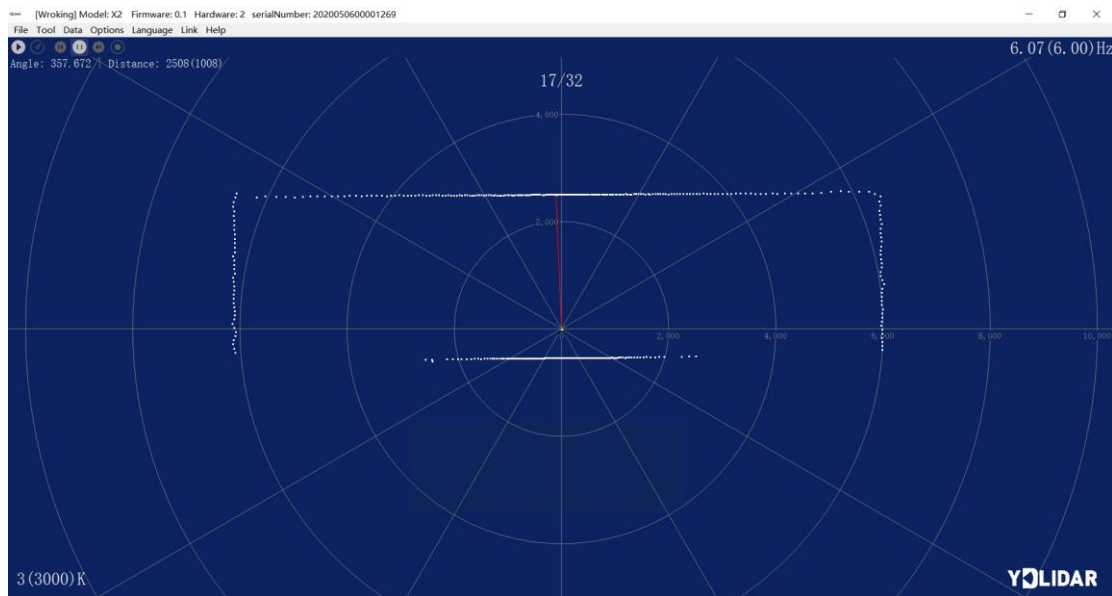 [Wroking] Model: X2 Firmware: 0.1 Hardware: 2 serialNumber: 2020050600001269
File Tool Data Options Language Link Help
6.07(6.00)Hz
Angle: 357.672 Distance: 2508(1008)
17/32
4,000
2,000
0
2,000
4,000
6,000
8,000
10,000
3(3000)K
YDLIDAR